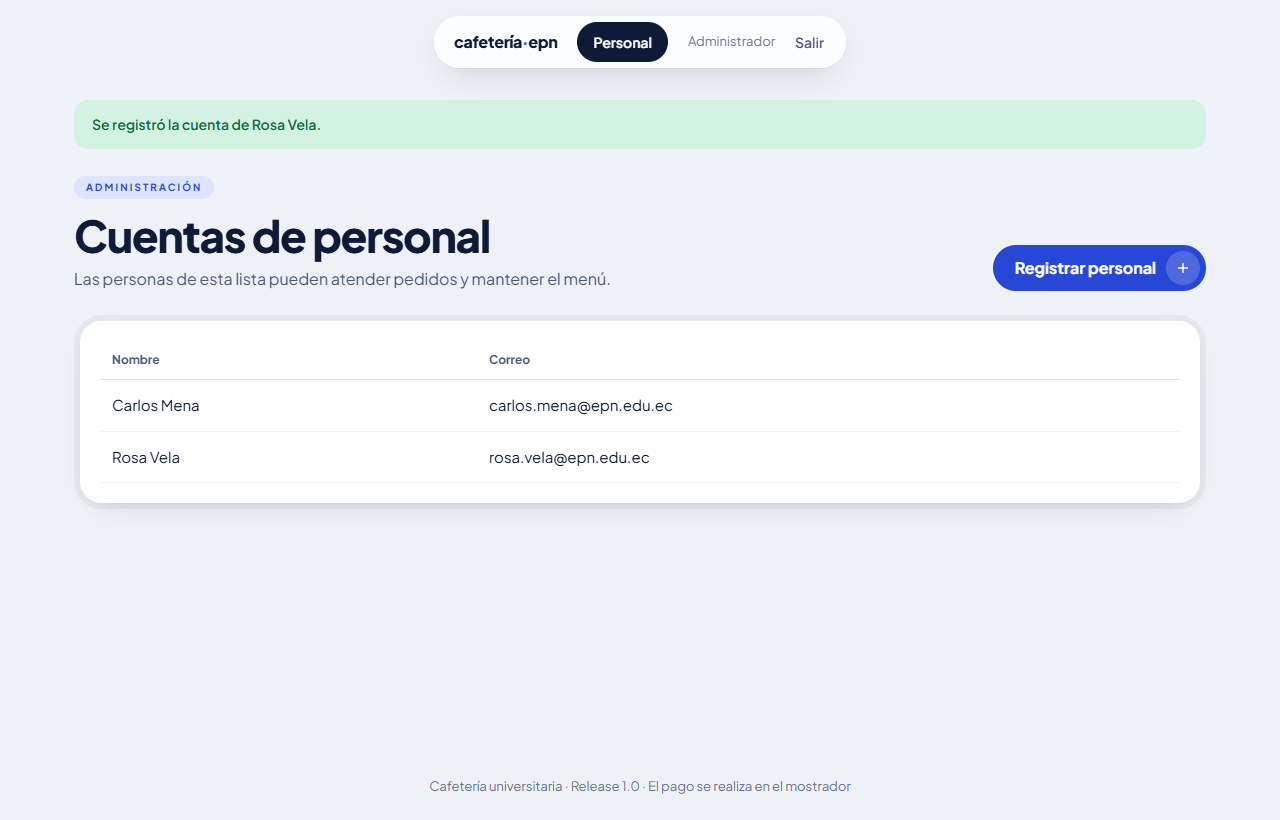 cafetería·epn Personal Administrador Salir
Se registró la cuenta de Rosa Vela.
ADMINISTRACIÓN
Cuentas de personal
Las personas de esta lista pueden atender pedidos y mantener el menú.
Registrar personal +
Nombre Correo
Carlos Mena carlos.mena@epn.edu.ec
Rosa Vela rosa.vela@epn.edu.ec
Cafetería universitaria · Release 1.0 · El pago se realiza en el mostrador